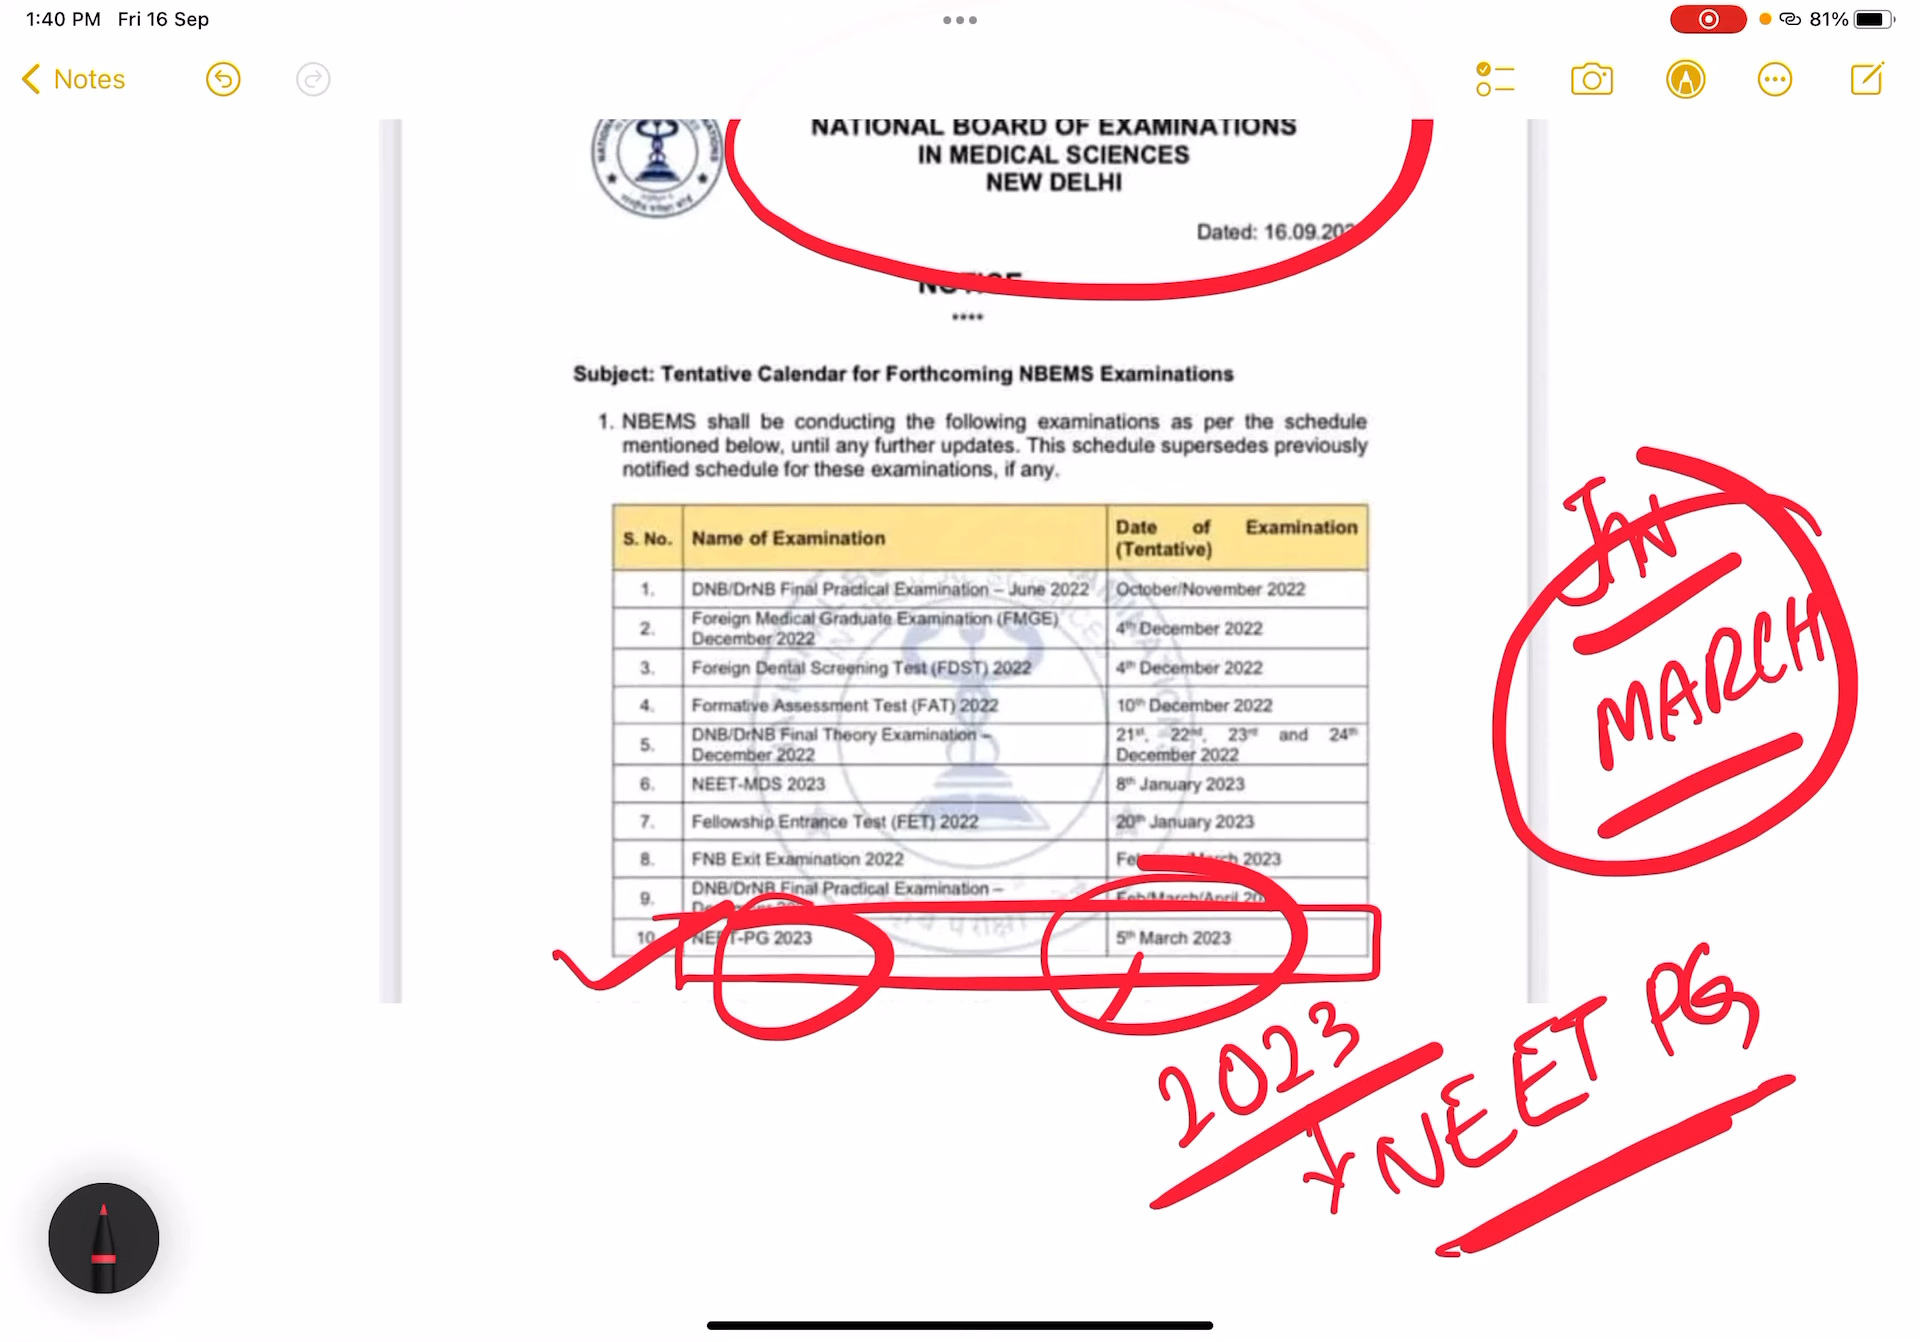 1:40 PM Fri 16 Sep
81%
Notes
NATIONAL BOARD OF EXAMINATIONS
IN MEDICAL SCIENCES
NEW DELHI
Dated: 16.09.202
NOTICE
****
Subject: Tentative Calendar for Forthcoming NBEMS Examinations
1. NBEMS shall be conducting the following examinations as per the schedule
mentioned below, until any further updates. This schedule supersedes previously
notified schedule for these examinations, if any.
S. No. Name of Examination Date of Examination (Tentative)
1. DNB/DrNB Final Practical Examination – June 2022 October/November 2022
2. Foreign Medical Graduate Examination (FMGE) December 2022 4th December 2022
3. Foreign Dental Screening Test (FDST) 2022 4th December 2022
4. Formative Assessment Test (FAT) 2022 10th December 2022
5. DNB/DrNB Final Theory Examination – December 2022 21st, 22nd, 23rd and 24th December 2022
6. NEET-MDS 2023 8th January 2023
7. Fellowship Entrance Test (FET) 2022 20th January 2023
8. FNB Exit Examination 2022 March 2023
9. DNB/DrNB Final Practical Examination – Feb/March/April 20
10 NEET-PG 2023 5th March 2023
JAN
MARCH
2023
NEET PG